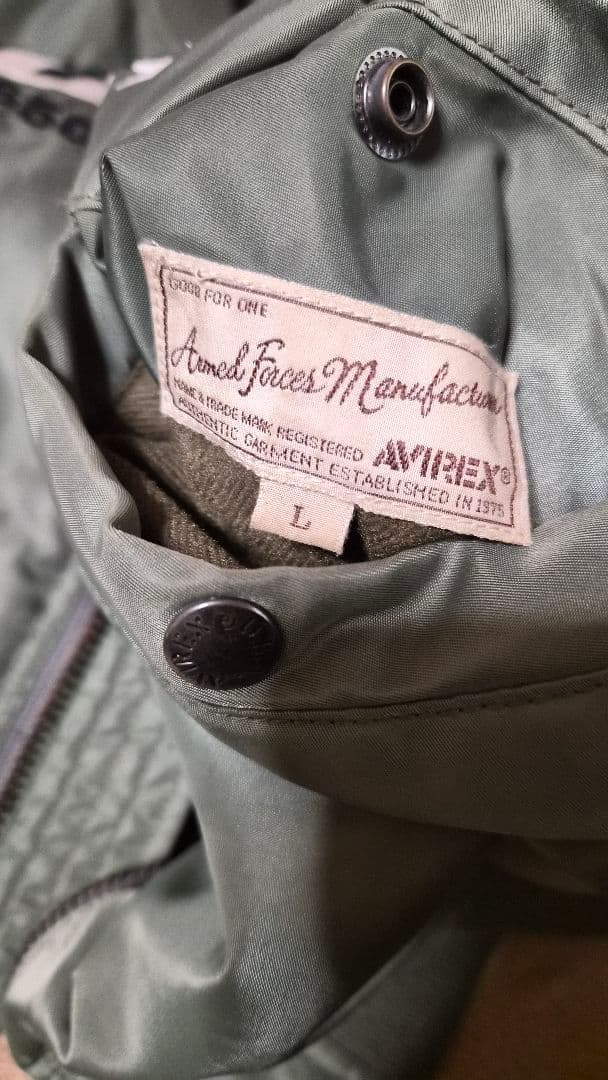 GOOD FOR ONE
Armed Forces Manufacture
NAME & TRADE MARK REGISTERED
AVIREX®
AUTHENTIC GARMENT ESTABLISHED IN 1975
L